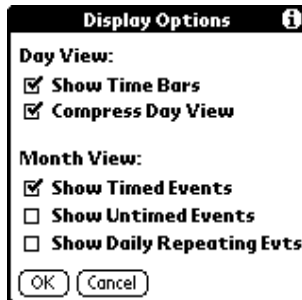 Display Options
Day View:
Show Time Bars
Compress Day View
Month View:
Show Timed Events
Show Untimed Events
Show Daily Repeating Evts
OK Cancel